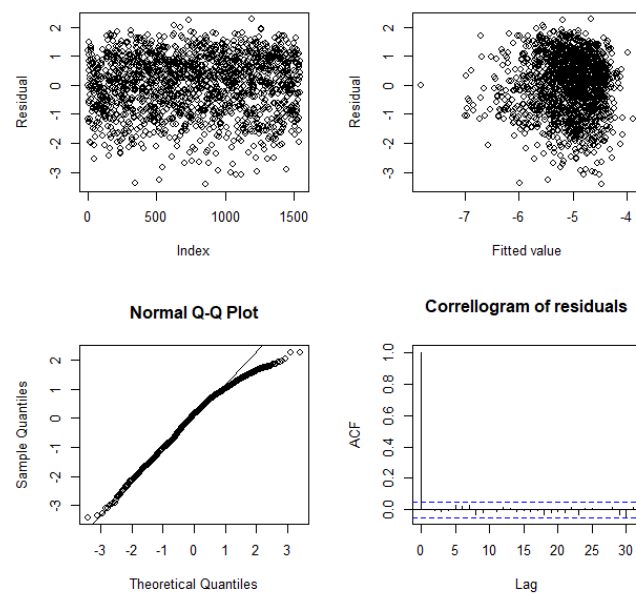 Residual
2
1
0
-1
-2
-3
0 500 1000 1500
Index
Residual
2
1
0
-1
-2
-3
-7 -6 -5 -4
Fitted value
Normal Q-Q Plot
Sample Quantiles
2
1
0
-1
-2
-3
-3 -2 -1 0 1 2 3
Theoretical Quantiles
Correllogram of residuals
ACF
1.0
0.8
0.6
0.4
0.2
0.0
0 5 10 15 20 25 30
Lag